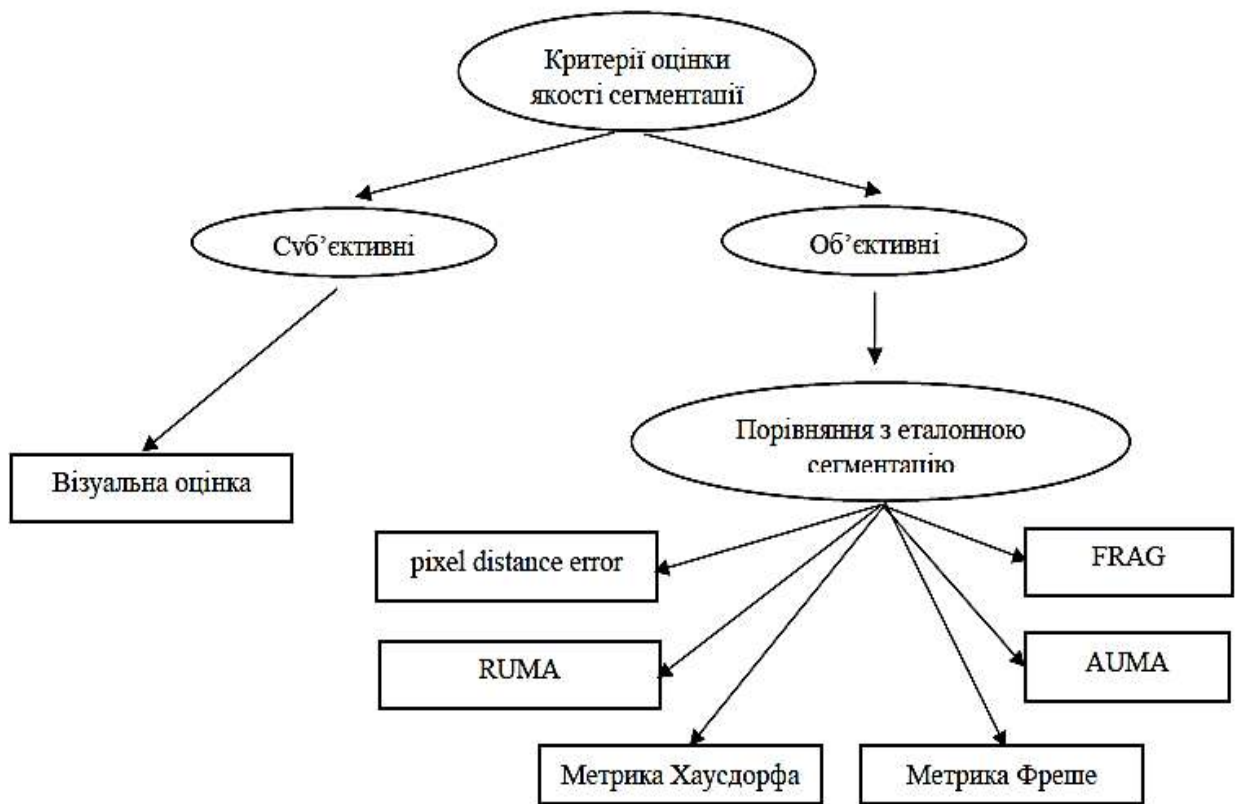 Критерії оцінки
якості сегментації
Суб’єктивні
Об’єктивні
Порівняння з еталонною
сегментацію
Візуальна оцінка
pixel distance error
FRAG
RUMA
AUMA
Метрика Хаусдорфа
Метрика Фреше